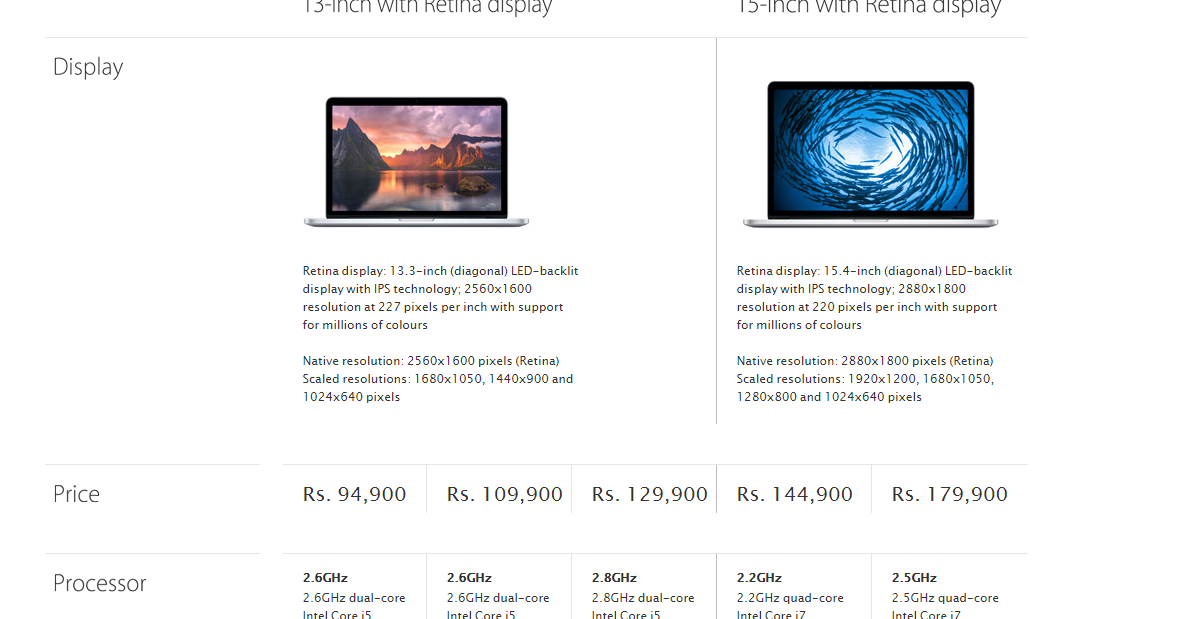 13-inch with Retina display
15-inch with Retina display
Display
Retina display: 13.3-inch (diagonal) LED-backlit
display with IPS technology; 2560x1600
resolution at 227 pixels per inch with support
for millions of colours
Native resolution: 2560x1600 pixels (Retina)
Scaled resolutions: 1680x1050, 1440x900 and
1024x640 pixels
Retina display: 15.4-inch (diagonal) LED-backlit
display with IPS technology; 2880x1800
resolution at 220 pixels per inch with support
for millions of colours
Native resolution: 2880x1800 pixels (Retina)
Scaled resolutions: 1920x1200, 1680x1050,
1280x800 and 1024x640 pixels
Price
Rs. 94,900
Rs. 109,900
Rs. 129,900
Rs. 144,900
Rs. 179,900
Processor
2.6GHz
2.6GHz dual-core
Intel Core i5
2.6GHz
2.6GHz dual-core
Intel Core i5
2.8GHz
2.8GHz dual-core
Intel Core i5
2.2GHz
2.2GHz quad-core
Intel Core i7
2.5GHz
2.5GHz quad-core
Intel Core i7